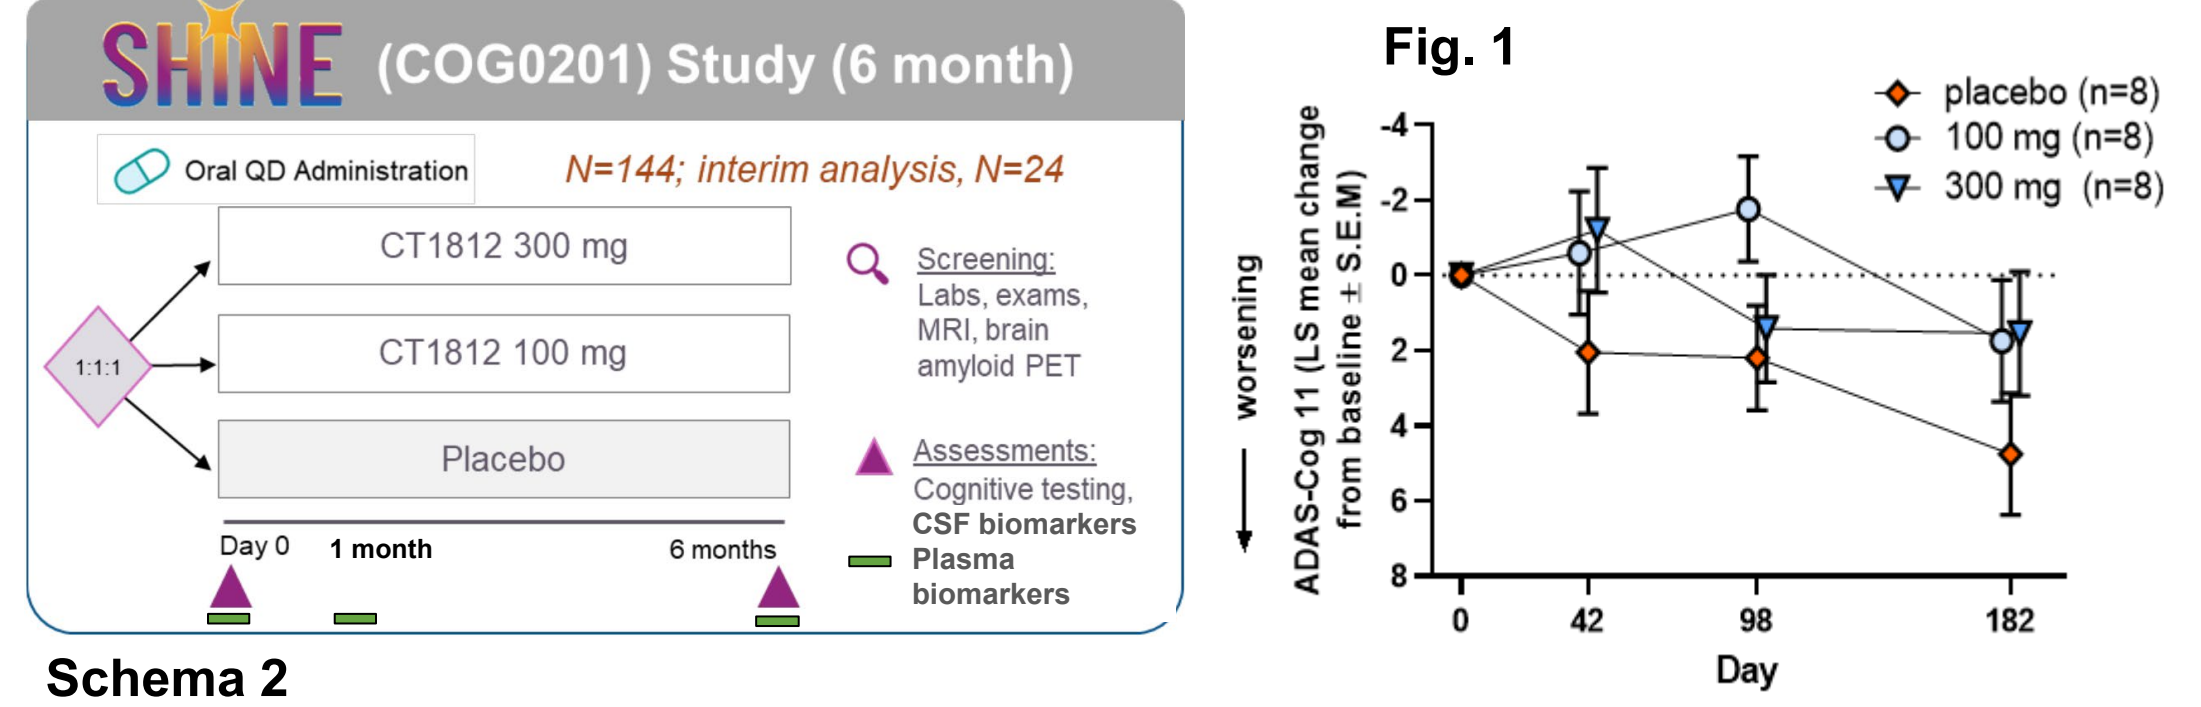 SHINE (COG0201) Study (6 month)
Oral QD Administration
N=144; interim analysis, N=24
CT1812 300 mg
CT1812 100 mg
Placebo
1:1:1
Screening:
Labs, exams,
MRI, brain
amyloid PET
Assessments:
Cognitive testing,
CSF biomarkers
Plasma
biomarkers
Day 0
1 month
6 months
Schema 2
Fig. 1
placebo (n=8)
100 mg (n=8)
300 mg (n=8)
worsening
ADAS-Cog 11 (LS mean change
from baseline ± S.E.M)
-4
-2
0
2
4
6
8
0
42
98
182
Day